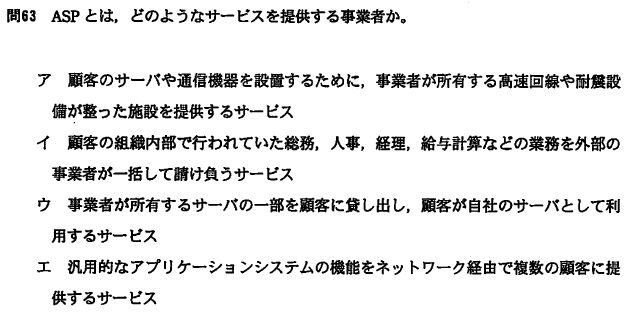 問63 ASPとは，どのようなサービスを提供する事業者か。
ア 顧客のサーバや通信機器を設置するために，事業者が所有する高速回線や耐震設
備が整った施設を提供するサービス
イ 顧客の組織内部で行われていた総務，人事，経理，給与計算などの業務を外部の
事業者が一括して請け負うサービス
ウ 事業者が所有するサーバの一部を顧客に貸し出し，顧客が自社のサーバとして利
用するサービス
エ 汎用的なアプリケーションシステムの機能をネットワーク経由で複数の顧客に提
供するサービス